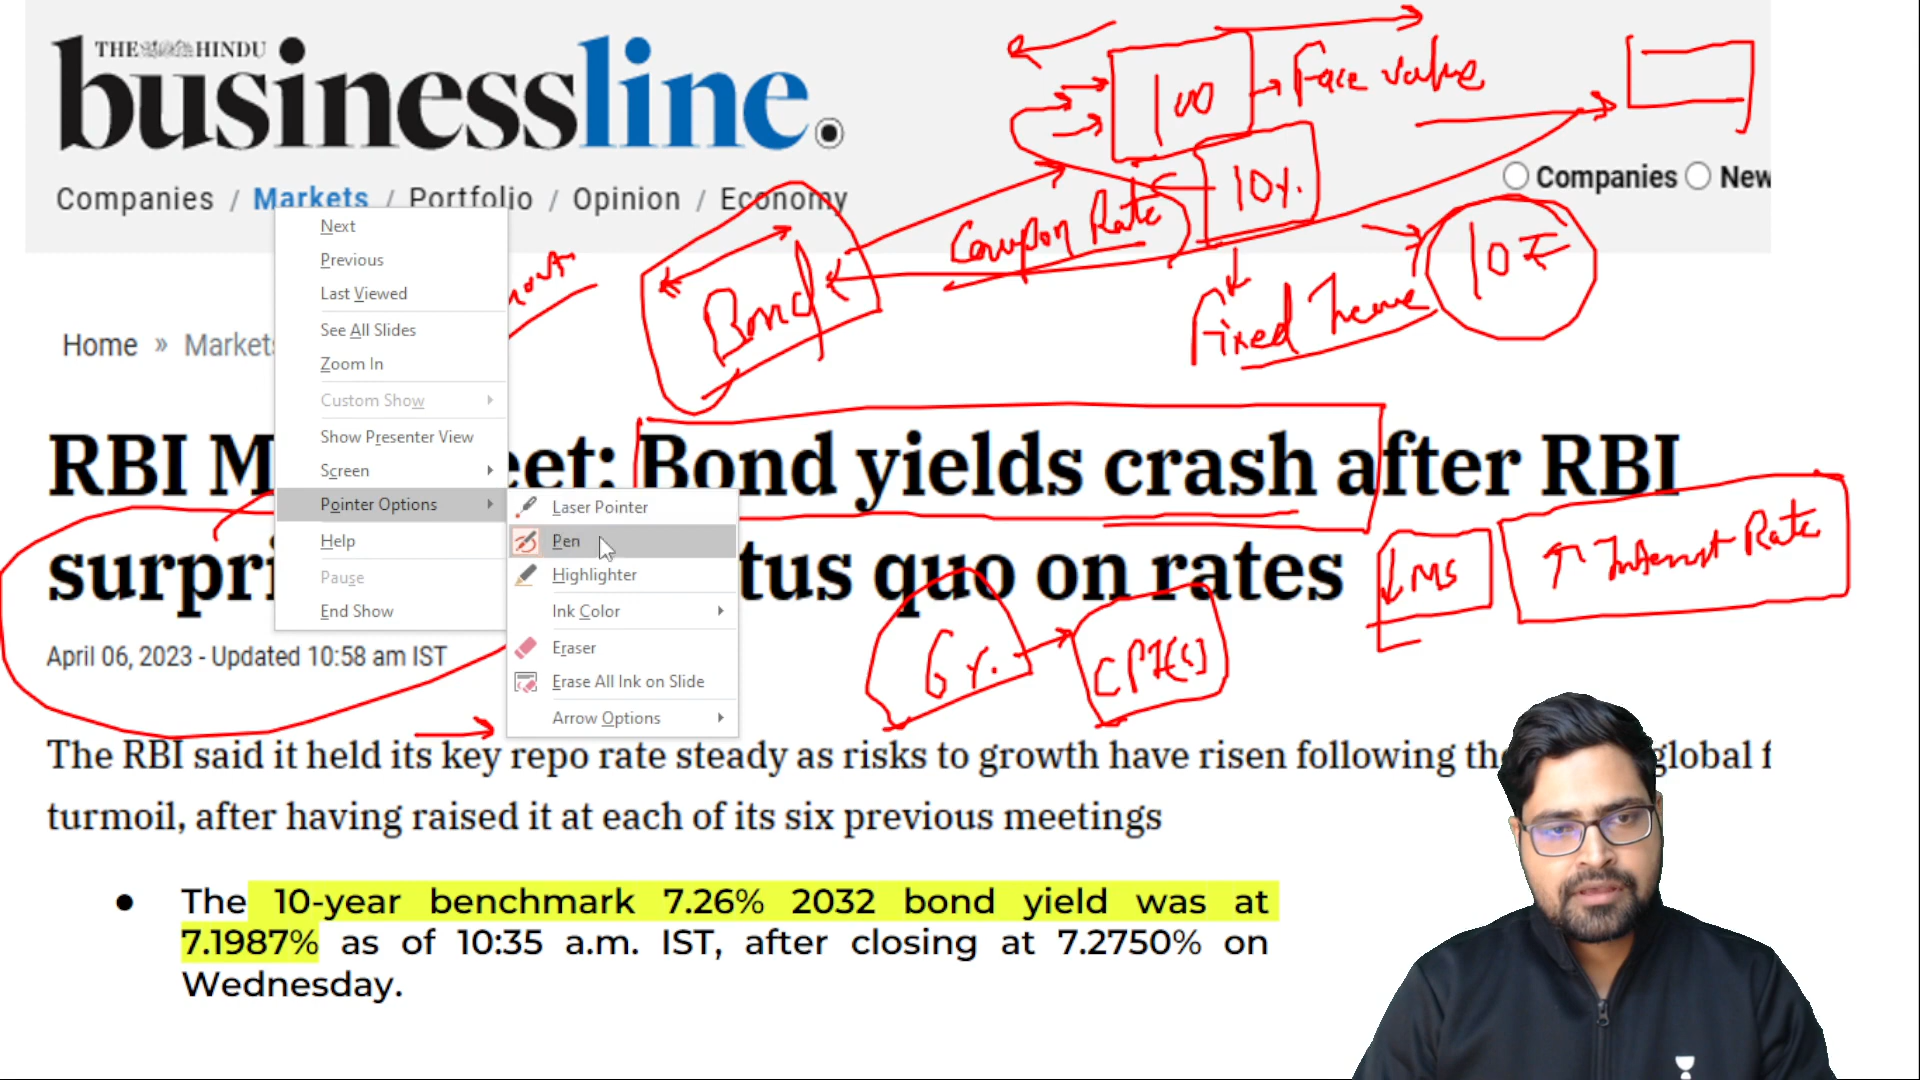 THE HINDU
businessline.
Companies / Markets / Portfolio / Opinion / Economy
Companies New
100 → Face value
10%
Coupon Rate
Bond
Fixed
10 ₹
Home » Markets
Next
Previous
Last Viewed
See All Slides
Zoom In
Custom Show
Show Presenter View
Screen
Pointer Options
Help
Pause
End Show
Laser Pointer
Pen
Highlighter
Ink Color
Eraser
Erase All Ink on Slide
Arrow Options
RBI M eet: Bond yields crash after RBI
surpri tus quo on rates
↓ MS
↑ Interest Rate
6%. → CPI(C)
April 06, 2023 - Updated 10:58 am IST
The RBI said it held its key repo rate steady as risks to growth have risen following the global f
turmoil, after having raised it at each of its six previous meetings
● The 10-year benchmark 7.26% 2032 bond yield was at
7.1987% as of 10:35 a.m. IST, after closing at 7.2750% on
Wednesday.